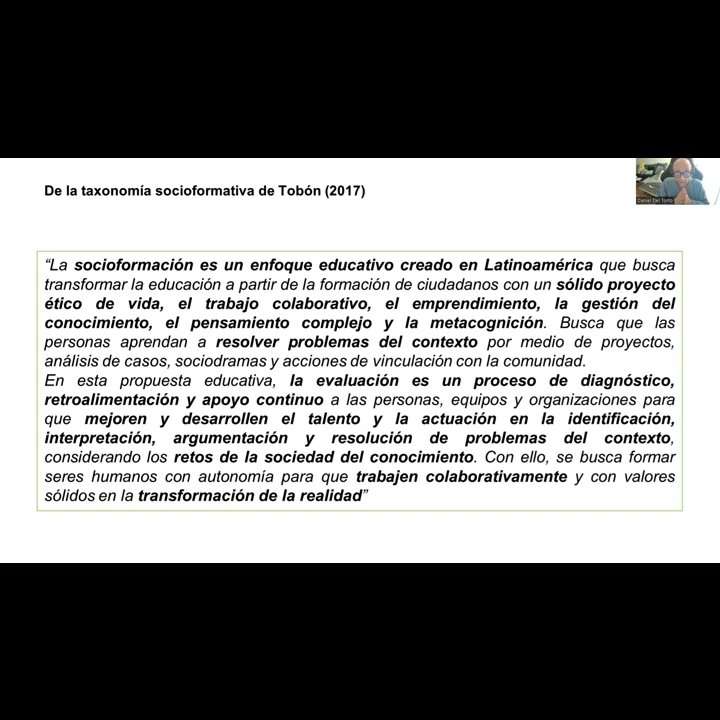 De la taxonomía socioformativa de Tobón (2017)
Daniel Del Torto
“La socioformación es un enfoque educativo creado en Latinoamérica que busca
transformar la educación a partir de la formación de ciudadanos con un sólido proyecto
ético de vida, el trabajo colaborativo, el emprendimiento, la gestión del
conocimiento, el pensamiento complejo y la metacognición. Busca que las
personas aprendan a resolver problemas del contexto por medio de proyectos,
análisis de casos, sociodramas y acciones de vinculación con la comunidad.
En esta propuesta educativa, la evaluación es un proceso de diagnóstico,
retroalimentación y apoyo continuo a las personas, equipos y organizaciones para
que mejoren y desarrollen el talento y la actuación en la identificación,
interpretación, argumentación y resolución de problemas del contexto,
considerando los retos de la sociedad del conocimiento. Con ello, se busca formar
seres humanos con autonomía para que trabajen colaborativamente y con valores
sólidos en la transformación de la realidad”